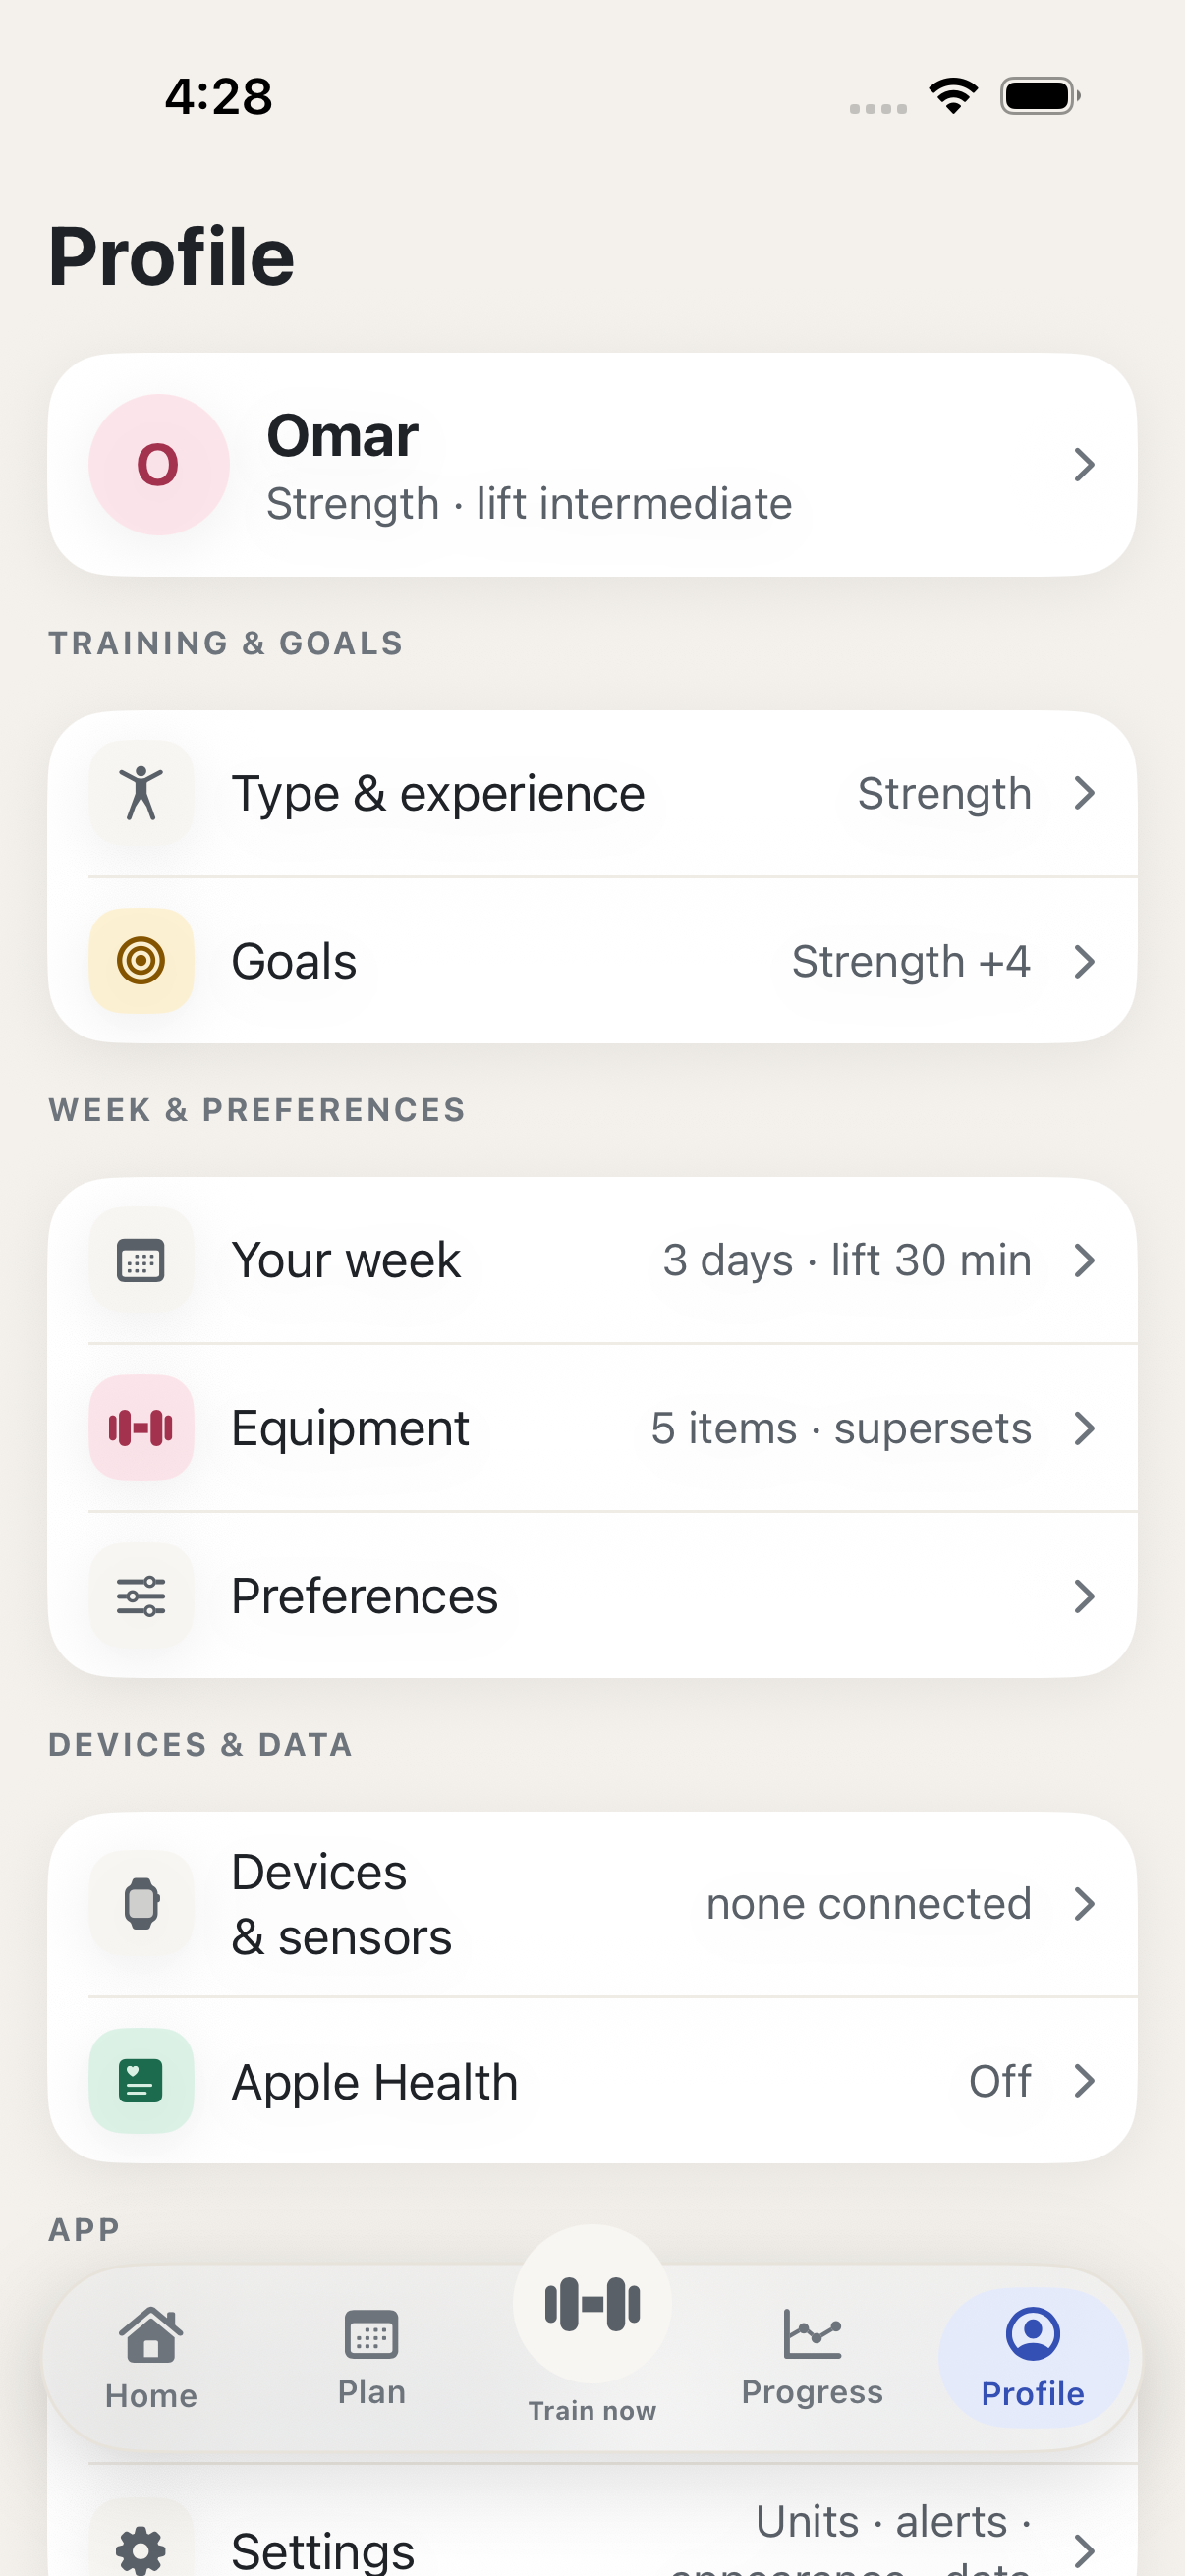 4:28
Profile
O
Omar
Strength · lift intermediate
TRAINING & GOALS
Type & experience
Strength
Goals
Strength +4
WEEK & PREFERENCES
Your week
3 days · lift 30 min
Equipment
5 items · supersets
Preferences
DEVICES & DATA
Devices
& sensors
none connected
Apple Health
Off
APP
Home
Plan
Train now
Progress
Profile
Settings
Units · alerts ·
appearance · data